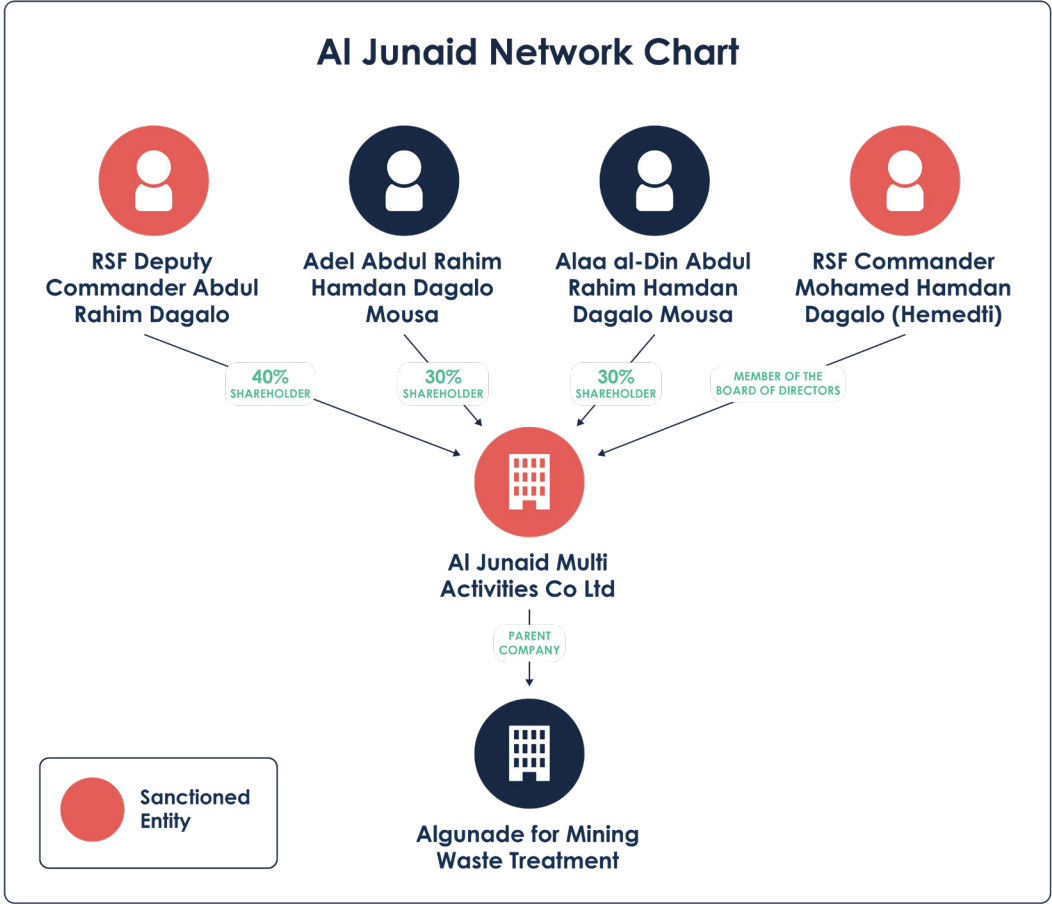 Al Junaid Network Chart
RSF Deputy
Commander Abdul
Rahim Dagalo
Adel Abdul Rahim
Hamdan Dagalo
Mousa
Alaa al-Din Abdul
Rahim Hamdan
Dagalo Mousa
RSF Commander
Mohamed Hamdan
Dagalo (Hemedti)
40%
SHAREHOLDER
30%
SHAREHOLDER
30%
SHAREHOLDER
MEMBER OF THE
BOARD OF DIRECTORS
Al Junaid Multi
Activities Co Ltd
PARENT
COMPANY
Algunade for Mining
Waste Treatment
Sanctioned
Entity